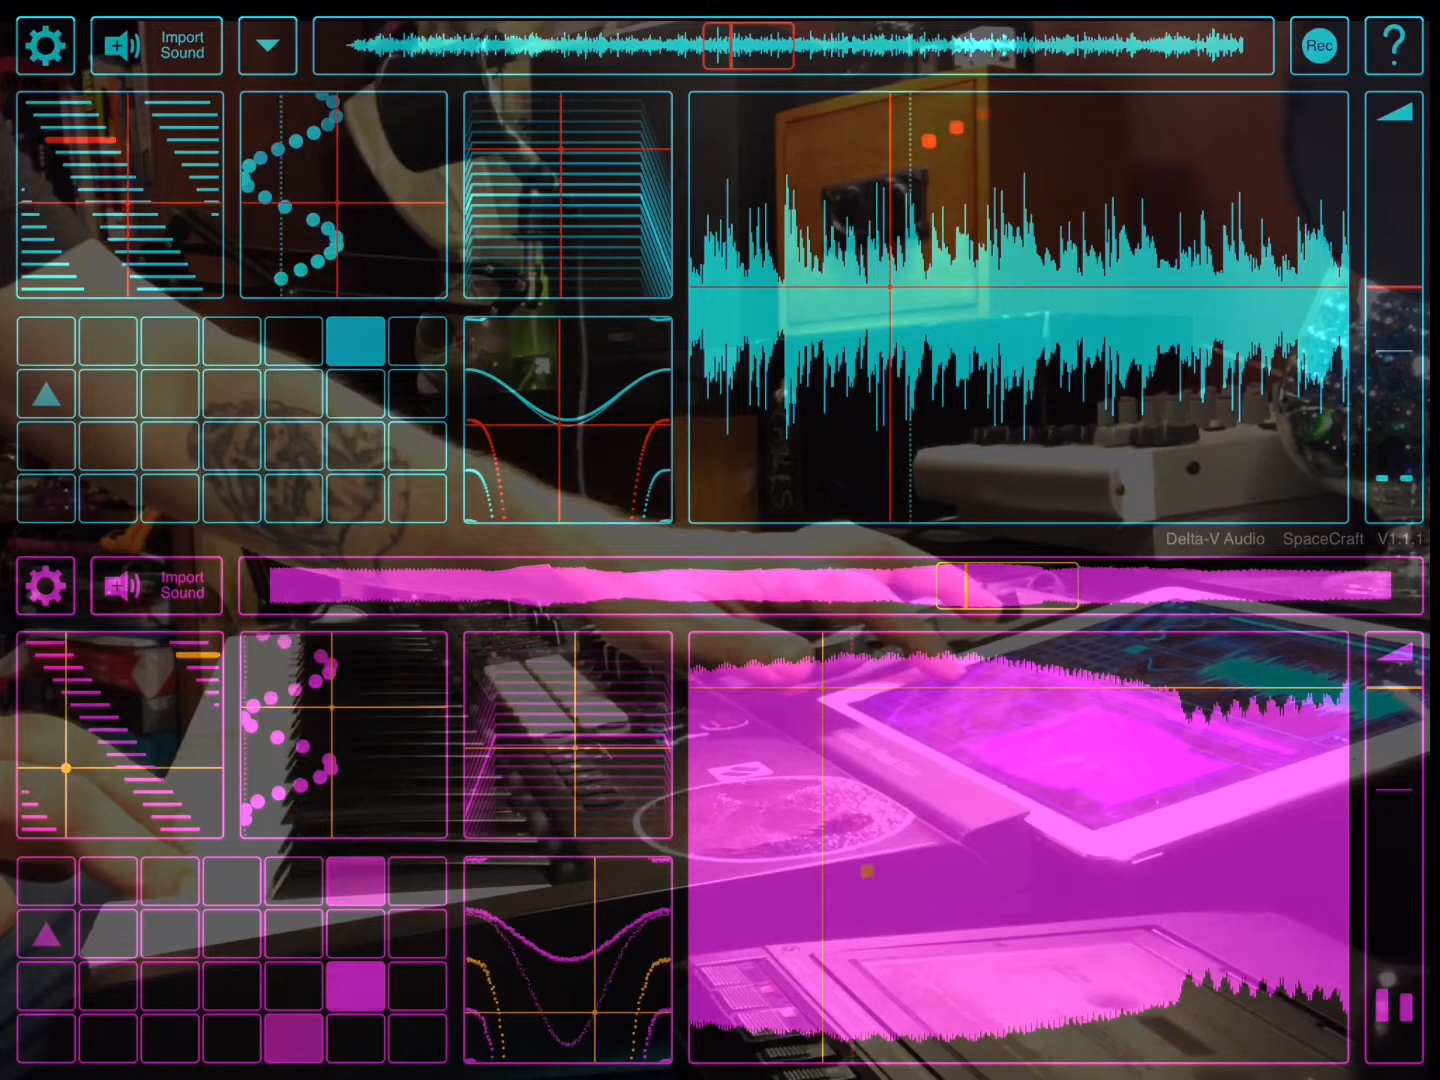 Import
Sound
Rec
?
Delta-V Audio SpaceCraft V1.1.1
Import
Sound